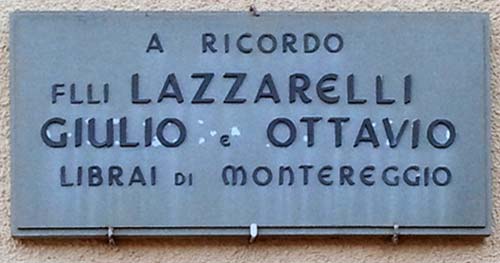 A RICORDO
FLLI LAZZARELLI
GIULIO e OTTAVIO
LIBRAI DI MONTEREGGIO